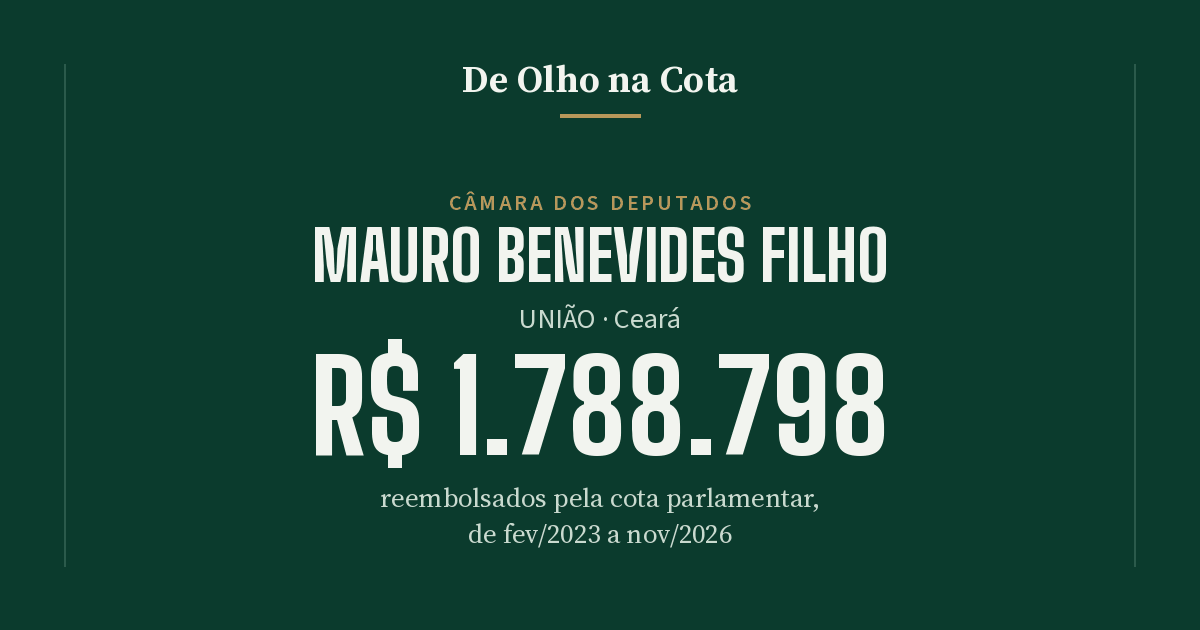 De Olho na Cota
CÂMARA DOS DEPUTADOS
MAURO BENEVIDES FILHO
UNIÃO · Ceará
R$ 1.788.798
reembolsados pela cota parlamentar,
de fev/2023 a nov/2026